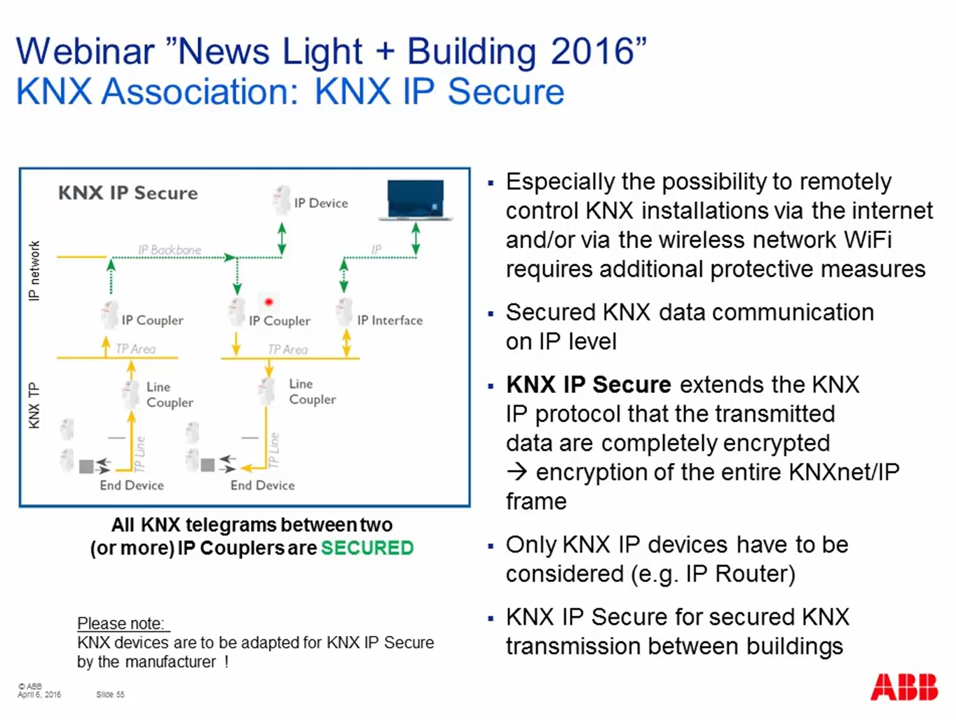 Webinar ”News Light + Building 2016”
KNX Association: KNX IP Secure
KNX IP Secure
IP Device
IP network
IP Backbone
IP
IP Coupler
IP Coupler
IP Interface
TP Area
TP Area
KNX TP
Line
Coupler
Line
Coupler
TP Line
TP Line
End Device
End Device
All KNX telegrams between two
(or more) IP Couplers are SECURED
Please note:
KNX devices are to be adapted for KNX IP Secure
by the manufacturer !
▪ Especially the possibility to remotely
control KNX installations via the internet
and/or via the wireless network WiFi
requires additional protective measures
▪ Secured KNX data communication
on IP level
▪ KNX IP Secure extends the KNX
IP protocol that the transmitted
data are completely encrypted
→ encryption of the entire KNXnet/IP
frame
▪ Only KNX IP devices have to be
considered (e.g. IP Router)
▪ KNX IP Secure for secured KNX
transmission between buildings
© ABB
April 6, 2016 Slide 55
ABB